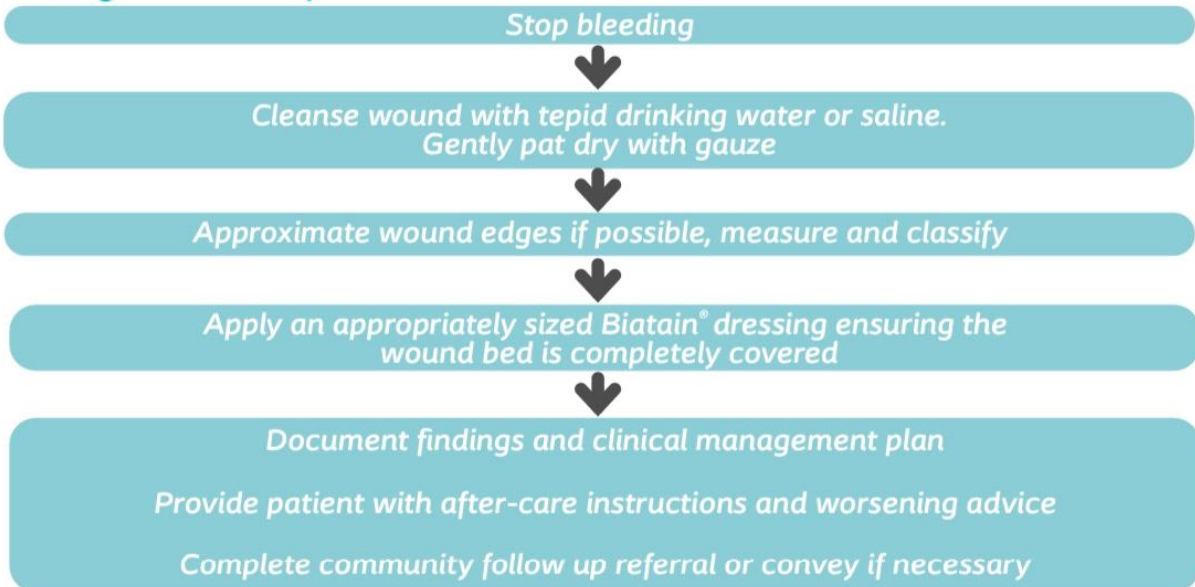 Stop bleeding
Cleanse wound with tepid drinking water or saline.
Gently pat dry with gauze
Approximate wound edges if possible, measure and classify
Apply an appropriately sized Biatain® dressing ensuring the
wound bed is completely covered
Document findings and clinical management plan
Provide patient with after-care instructions and worsening advice
Complete community follow up referral or convey if necessary